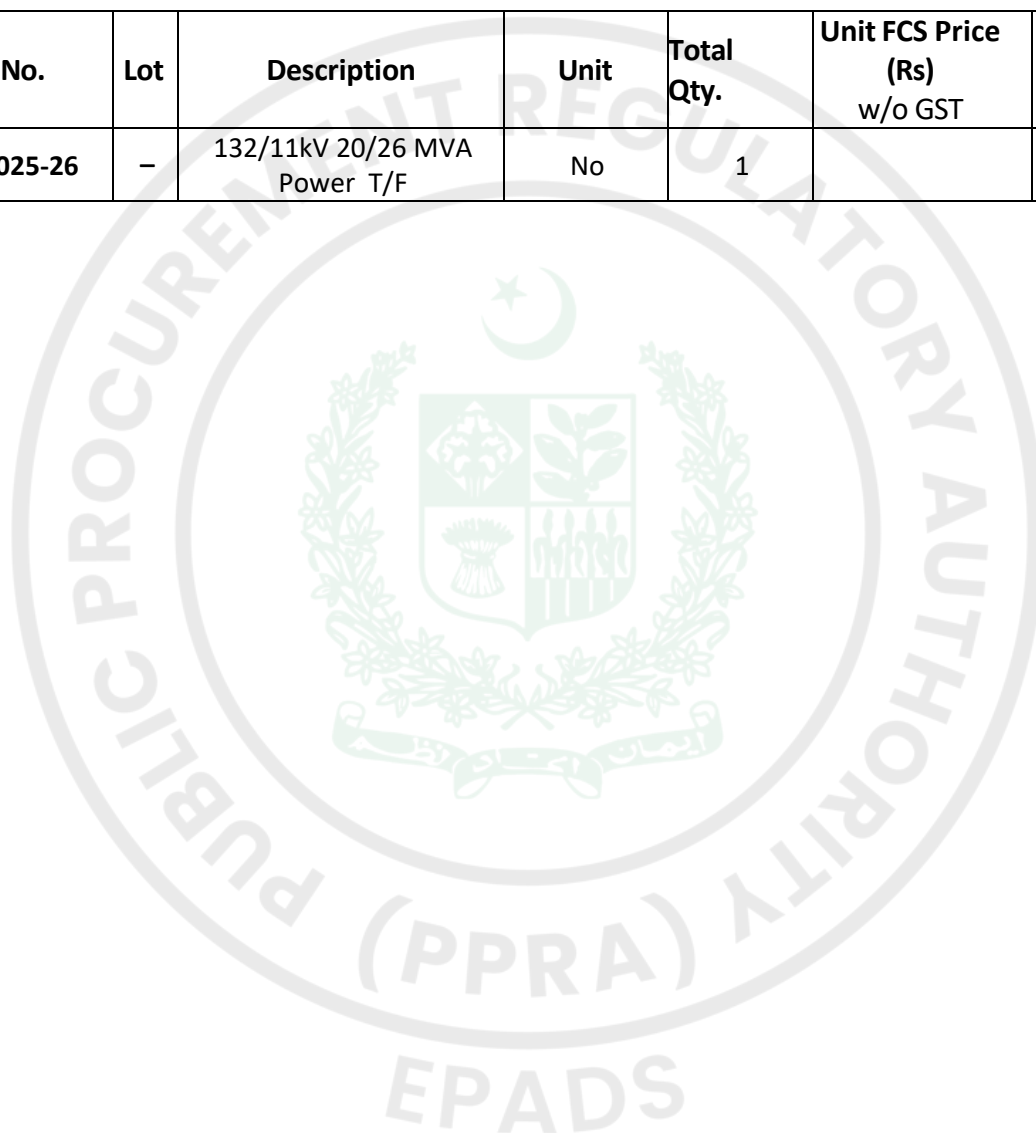 No. Lot Description Unit Total Qty. Unit FCS Price (Rs) w/o GST
025-26 – 132/11kV 20/26 MVA Power T/F No 1
PUBLIC PROCUREMENT REGULATORY AUTHORITY
(PPRA)
EPADS